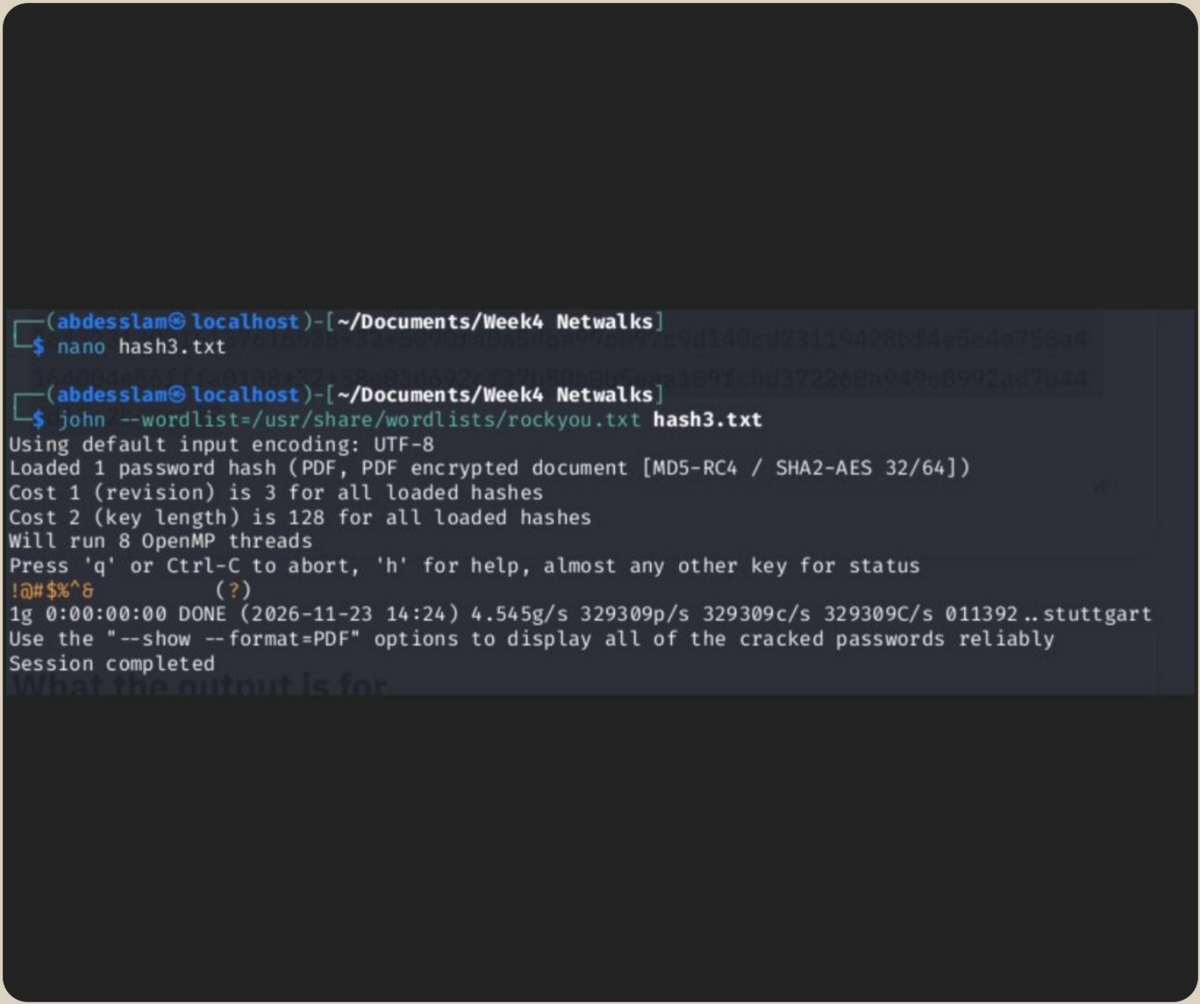 ┌──(abdesslam㉿localhost)-[~/Documents/Week4 Netwalks]
└─$ nano hash3.txt
┌──(abdesslam㉿localhost)-[~/Documents/Week4 Netwalks]
└─$ john --wordlist=/usr/share/wordlists/rockyou.txt hash3.txt
Using default input encoding: UTF-8
Loaded 1 password hash (PDF, PDF encrypted document [MD5-RC4 / SHA2-AES 32/64])
Cost 1 (revision) is 3 for all loaded hashes
Cost 2 (key length) is 128 for all loaded hashes
Will run 8 OpenMP threads
Press 'q' or Ctrl-C to abort, 'h' for help, almost any other key for status
!@#$%^&          (?)
1g 0:00:00:00 DONE (2026-11-23 14:24) 4.545g/s 329309p/s 329309c/s 329309C/s 011392..stuttgart
Use the "--show --format=PDF" options to display all of the cracked passwords reliably
Session completed
What the output is for